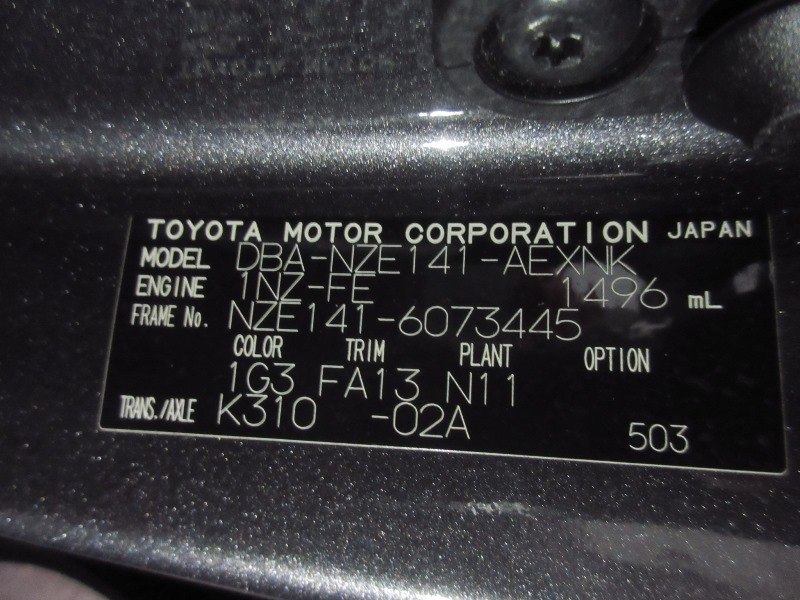 TOYOTA MOTOR CORPORATION JAPAN
MODEL DBA-NZE141-AEXNK
ENGINE 1NZ-FE 1496 mL
FRAME No. NZE141-6073445
COLOR TRIM PLANT OPTION
1G3 FA13 N11
TRANS./AXLE K310 -02A
503